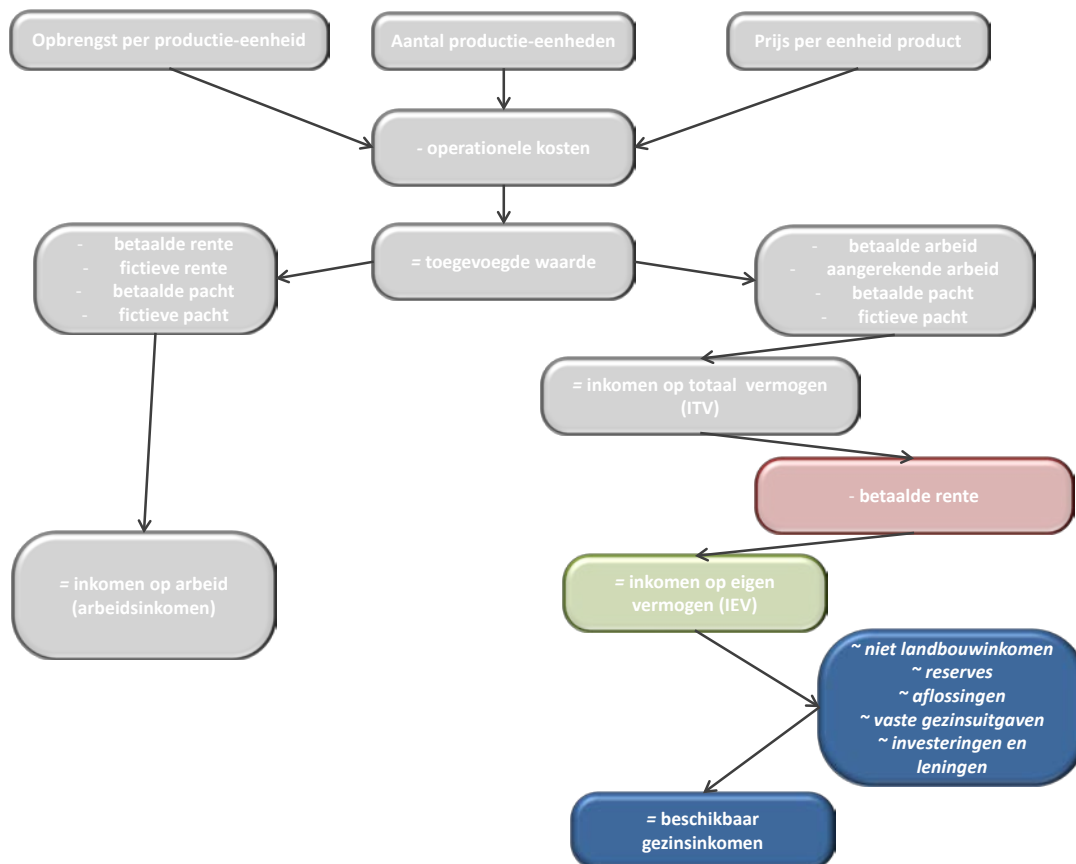 Opbrengst per productie-eenheid
Aantal productie-eenheden
Prijs per eenheid product
- operationele kosten
- betaalde rente
- fictieve rente
- betaalde pacht
- fictieve pacht
= toegevoegde waarde
- betaalde arbeid
- aangerekende arbeid
- betaalde pacht
- fictieve pacht
= inkomen op totaal vermogen
(ITV)
- betaalde rente
= inkomen op arbeid
(arbeidsinkomen)
= inkomen op eigen
vermogen (IEV)
~ niet landbouwinkomen
~ reserves
~ aflossingen
~ vaste gezinsuitgaven
~ investeringen en
leningen
= beschikbaar
gezinsinkomen